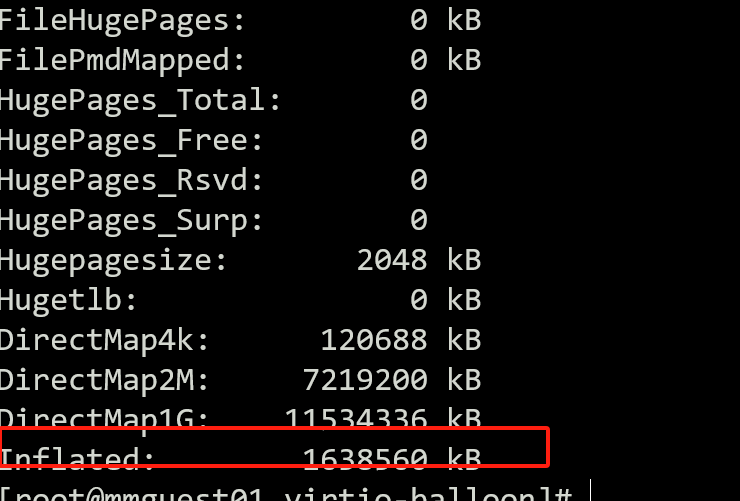 FileHugePages:         0 kB
FilePmdMapped:         0 kB
HugePages_Total:       0
HugePages_Free:        0
HugePages_Rsvd:        0
HugePages_Surp:        0
Hugepagesize:       2048 kB
Hugetlb:               0 kB
DirectMap4k:      120688 kB
DirectMap2M:     7219200 kB
DirectMap1G:    11534336 kB
Inflated:        1638560 kB
[root@mmguest01 virtio-balloon]#